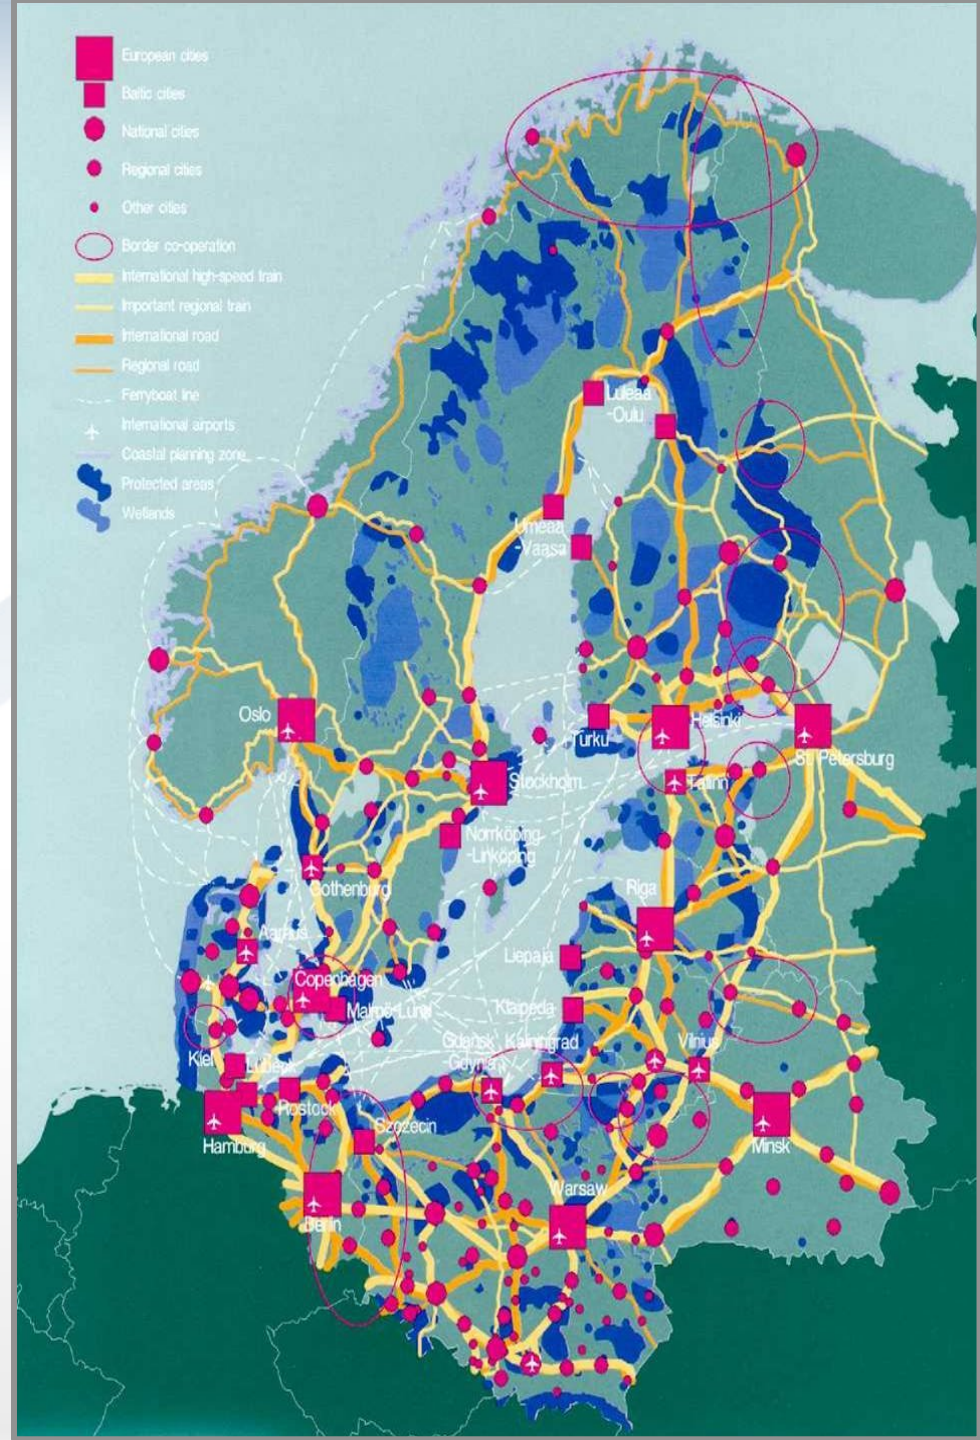 European cities
Baltic cities
National cities
Regional cities
Other cities
Border co-operation
International high-speed train
Important regional train
International road
Regional road
Ferryboat line
International airports
Coastal planning zone
Protected areas
Wetlands
Luleaa
-Oulu
Umeaa
-Vaasa
Oslo
Turku
Helsinki
St. Petersburg
Stockholm
Tallin
Norrköping-
-Linköping
Gothenburg
Riga
Aarhus
Liepaja
Copenhagen
Malmö-Lund
Klaipeda
Gdansk
-Gdynia
Kaliningrad
Vilnius
Kiel
Lübeck
Rostock
Szczecin
Hamburg
Minsk
Warsaw
Berlin